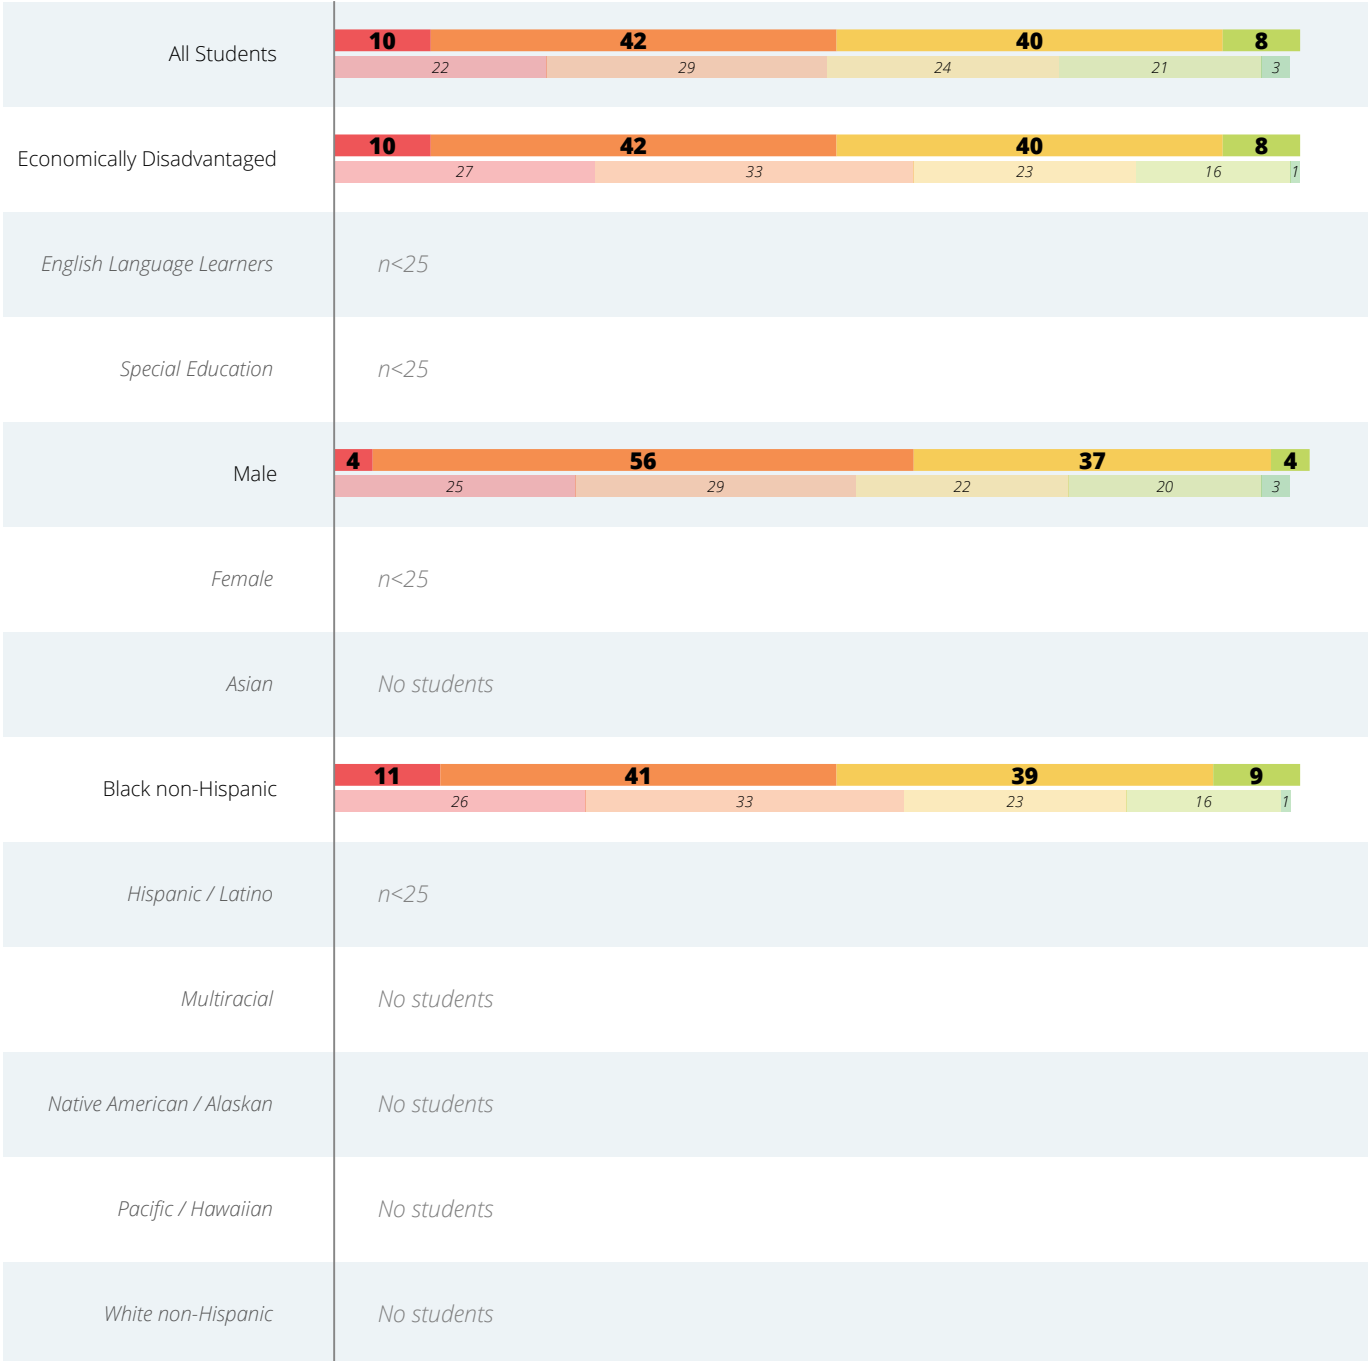 All Students
10 42 40 8
22 29 24 21 3
Economically Disadvantaged
10 42 40 8
27 33 23 16 1
English Language Learners
n<25
Special Education
n<25
Male
4 56 37 4
25 29 22 20 3
Female
n<25
Asian
No students
Black non-Hispanic
11 41 39 9
26 33 23 16 1
Hispanic / Latino
n<25
Multiracial
No students
Native American / Alaskan
No students
Pacific / Hawaiian
No students
White non-Hispanic
No students